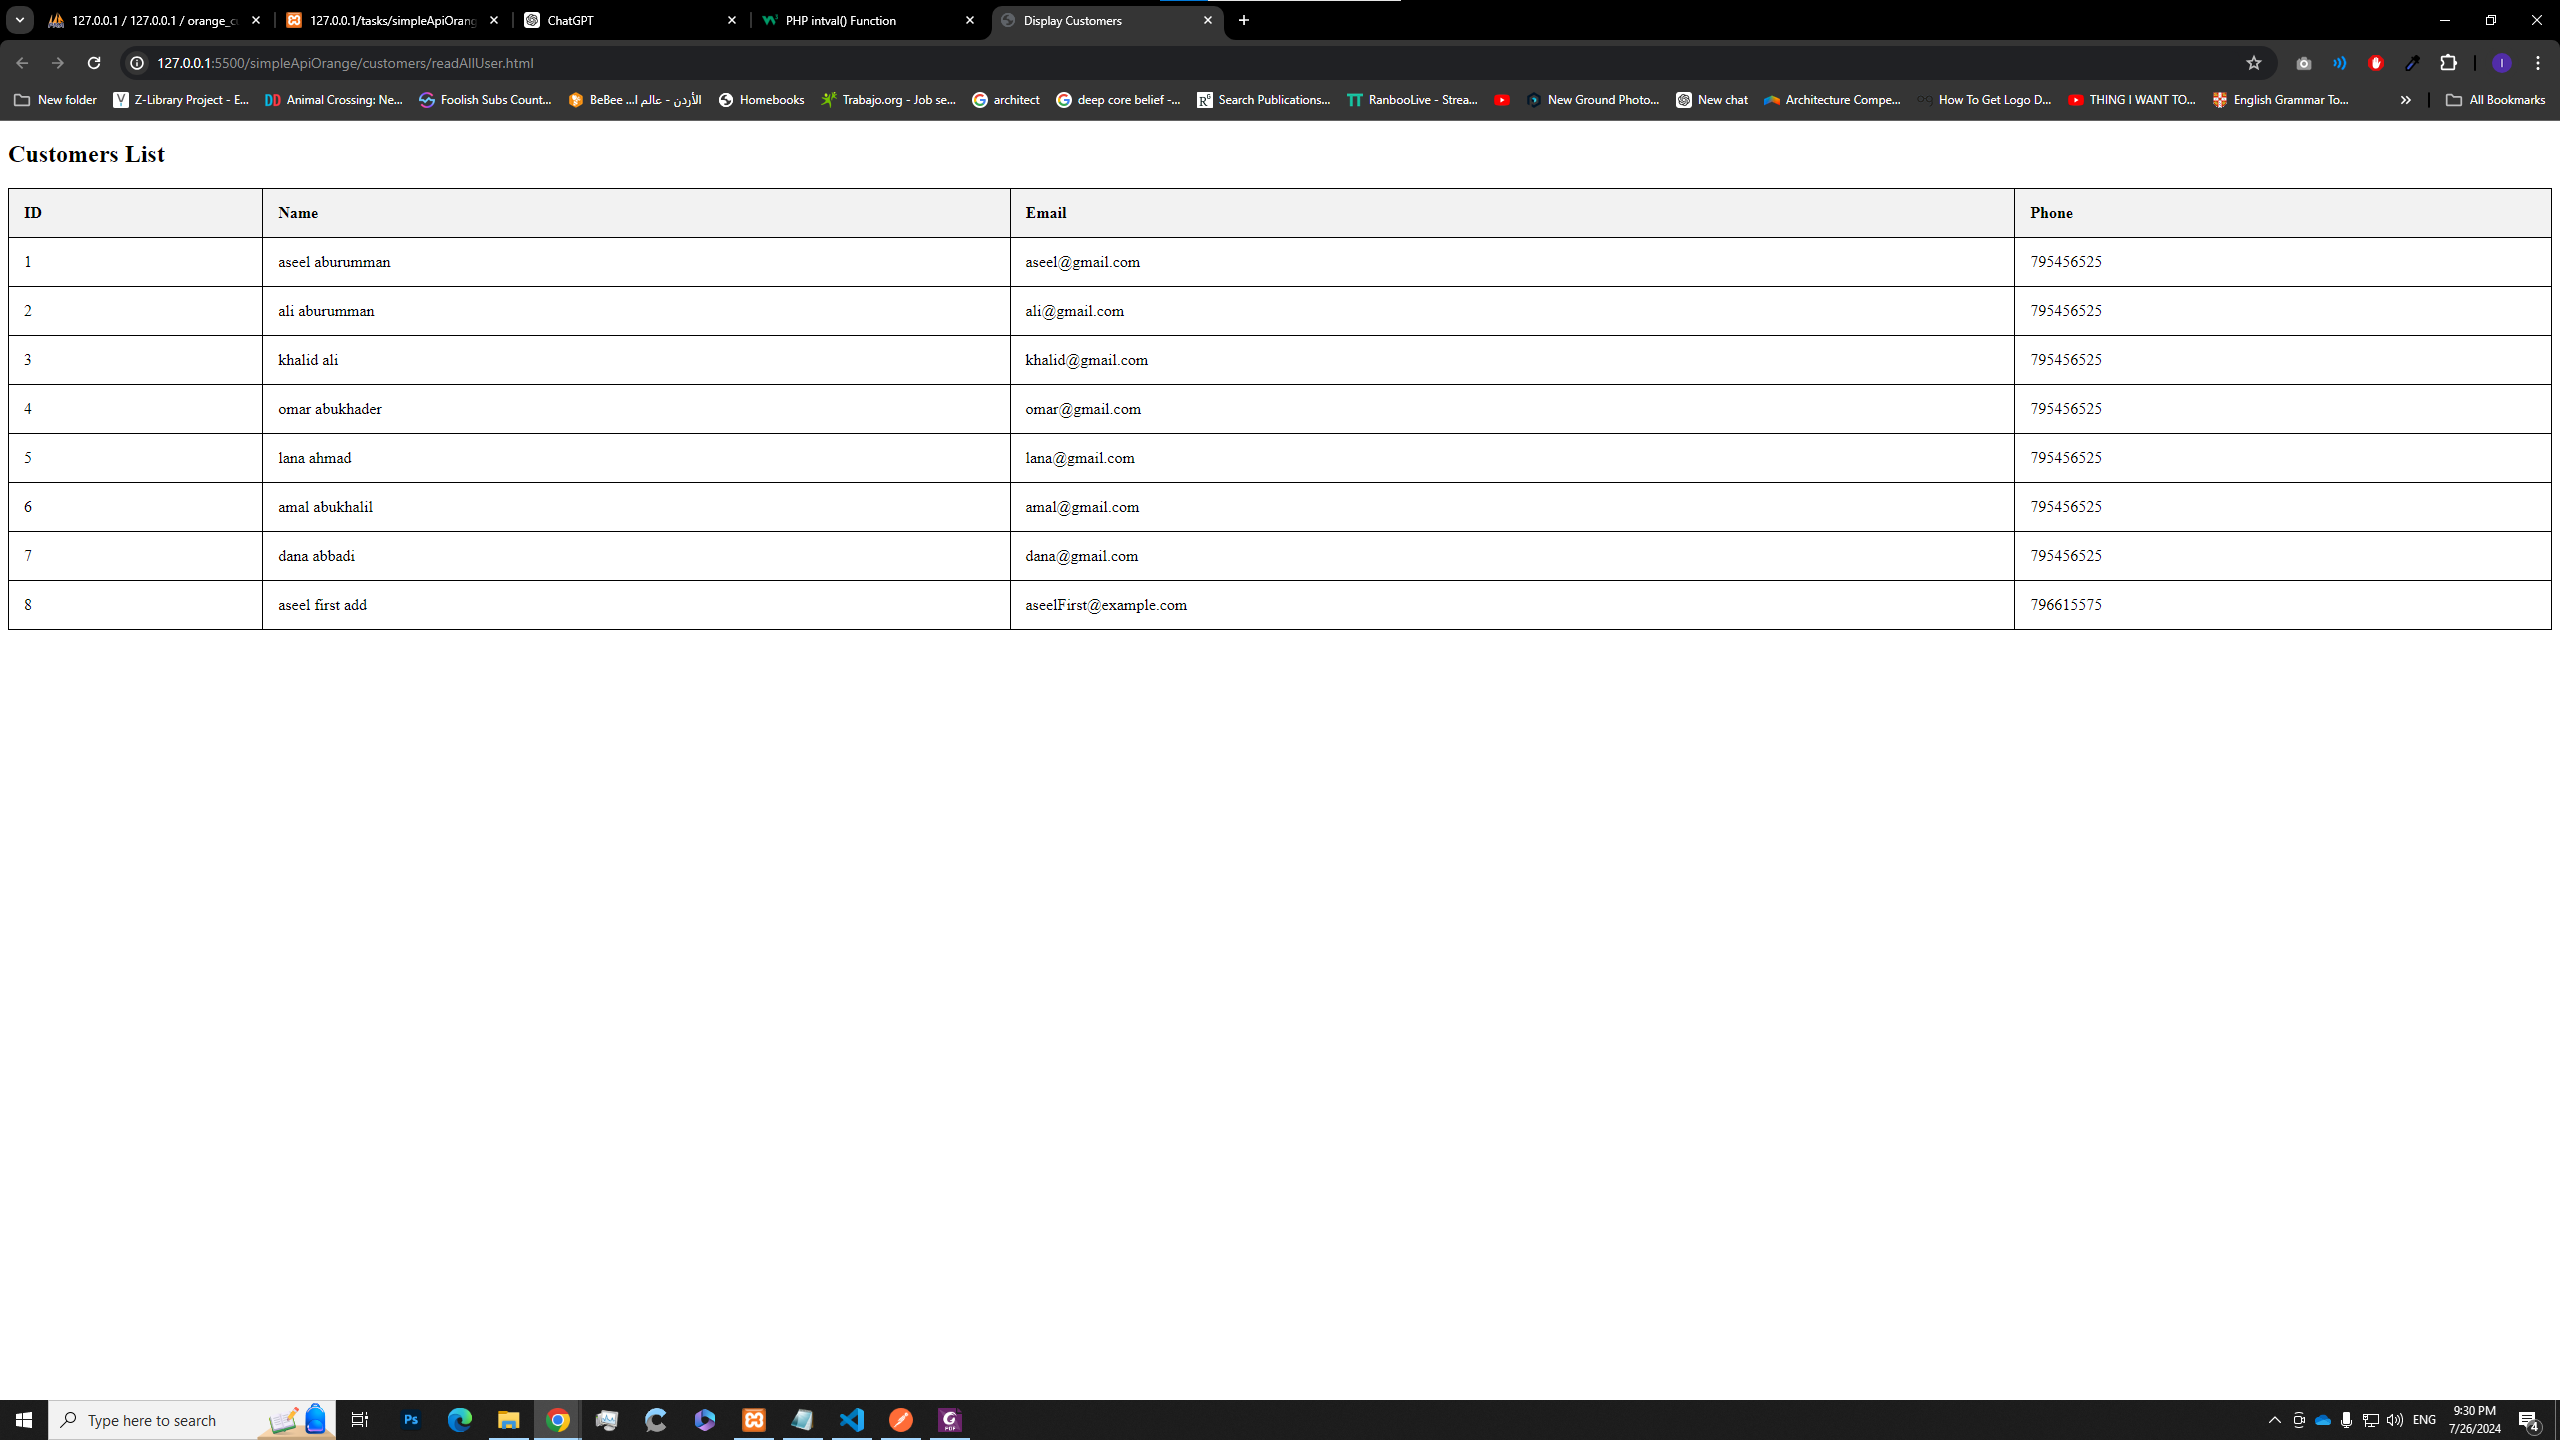 127.0.0.1 / 127.0.0.1 / orange_c
127.0.0.1/tasks/simpleApiOrang
ChatGPT
PHP intval() Function
Display Customers
127.0.0.1:5500/simpleApiOrange/customers/readAllUser.html
New folder
Z-Library Project - E...
Animal Crossing: Ne...
Foolish Subs Count...
BeBee ...الأردن - عالم ا
Homebooks
Trabajo.org - Job se...
architect
deep core belief -...
Search Publications...
RanbooLive - Strea...
New Ground Photo...
New chat
Architecture Compe...
How To Get Logo D...
THING I WANT TO...
English Grammar To...
All Bookmarks
Customers List
ID Name Email Phone
1 aseel aburumman aseel@gmail.com 795456525
2 ali aburumman ali@gmail.com 795456525
3 khalid ali khalid@gmail.com 795456525
4 omar abukhader omar@gmail.com 795456525
5 lana ahmad lana@gmail.com 795456525
6 amal abukhalil amal@gmail.com 795456525
7 dana abbadi dana@gmail.com 795456525
8 aseel first add aseelFirst@example.com 796615575
Type here to search
Ps
ENG
9:30 PM
7/26/2024
4